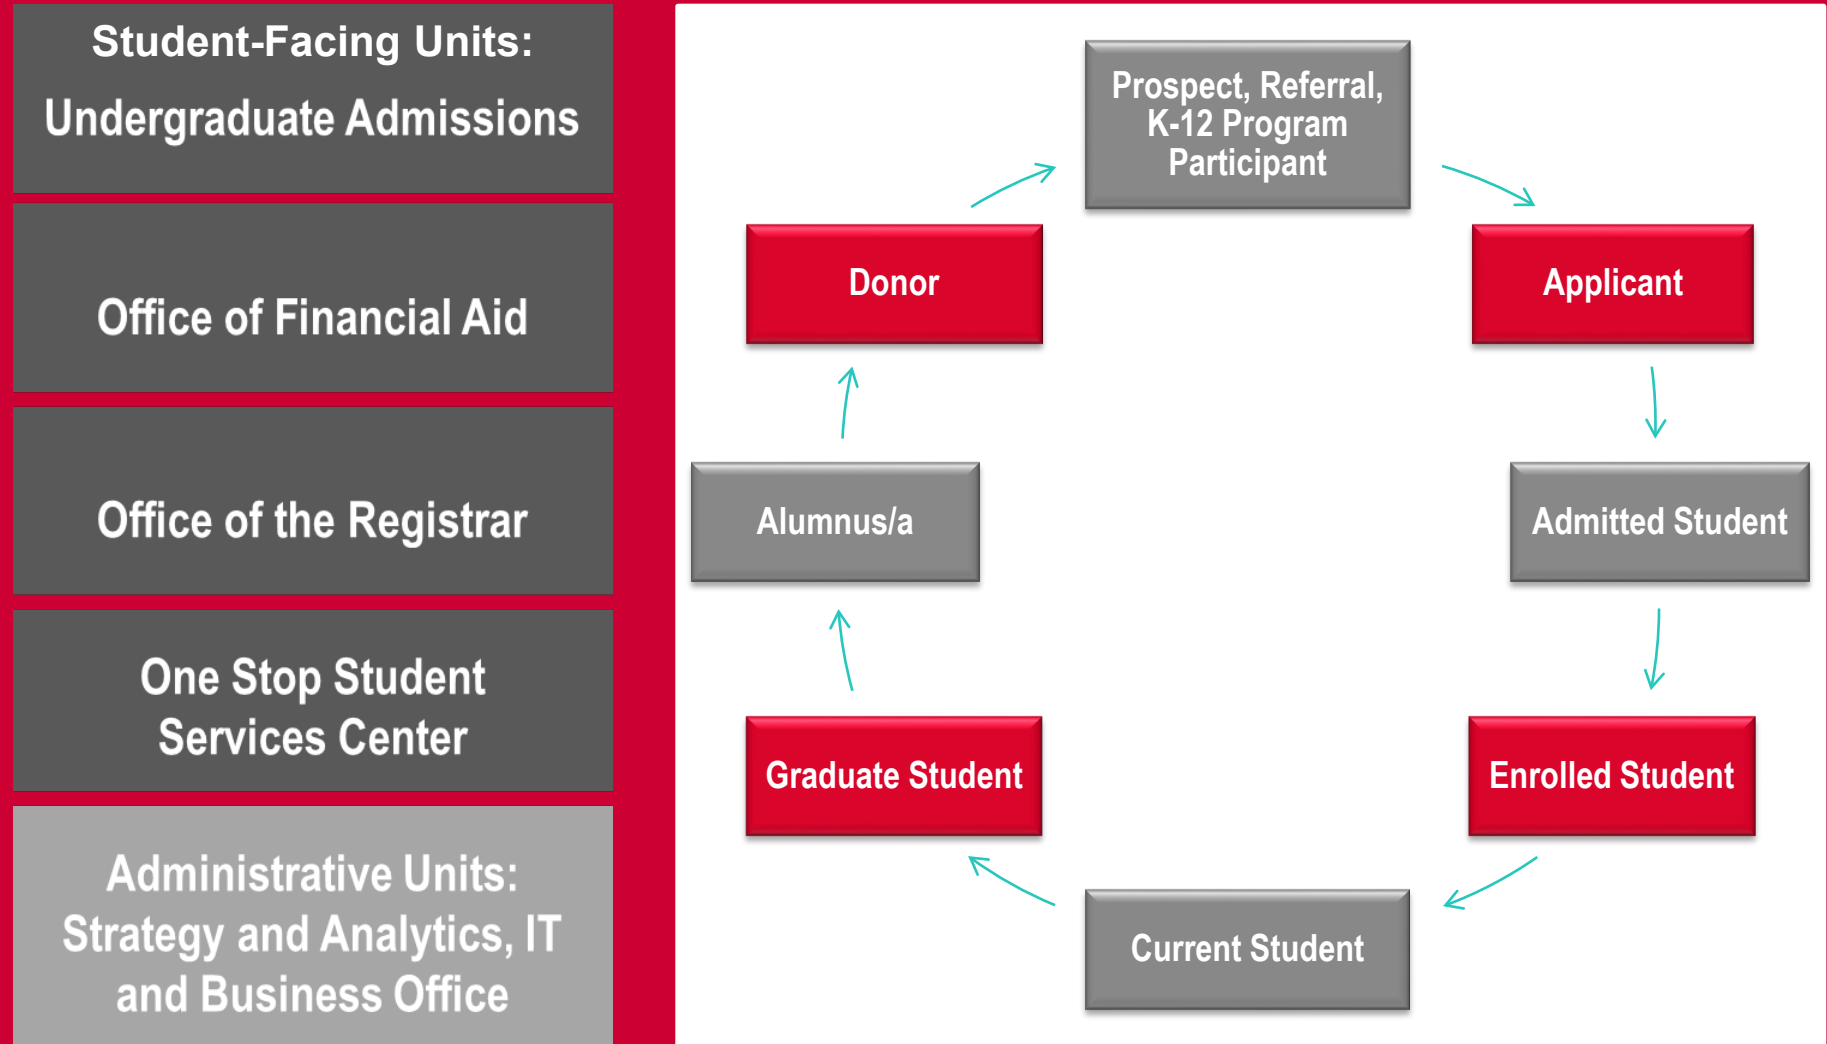 Student-Facing Units:
Undergraduate Admissions
Office of Financial Aid
Office of the Registrar
One Stop Student
Services Center
Administrative Units:
Strategy and Analytics, IT
and Business Office
Prospect, Referral,
K-12 Program
Participant
Applicant
Admitted Student
Enrolled Student
Current Student
Graduate Student
Alumnus/a
Donor